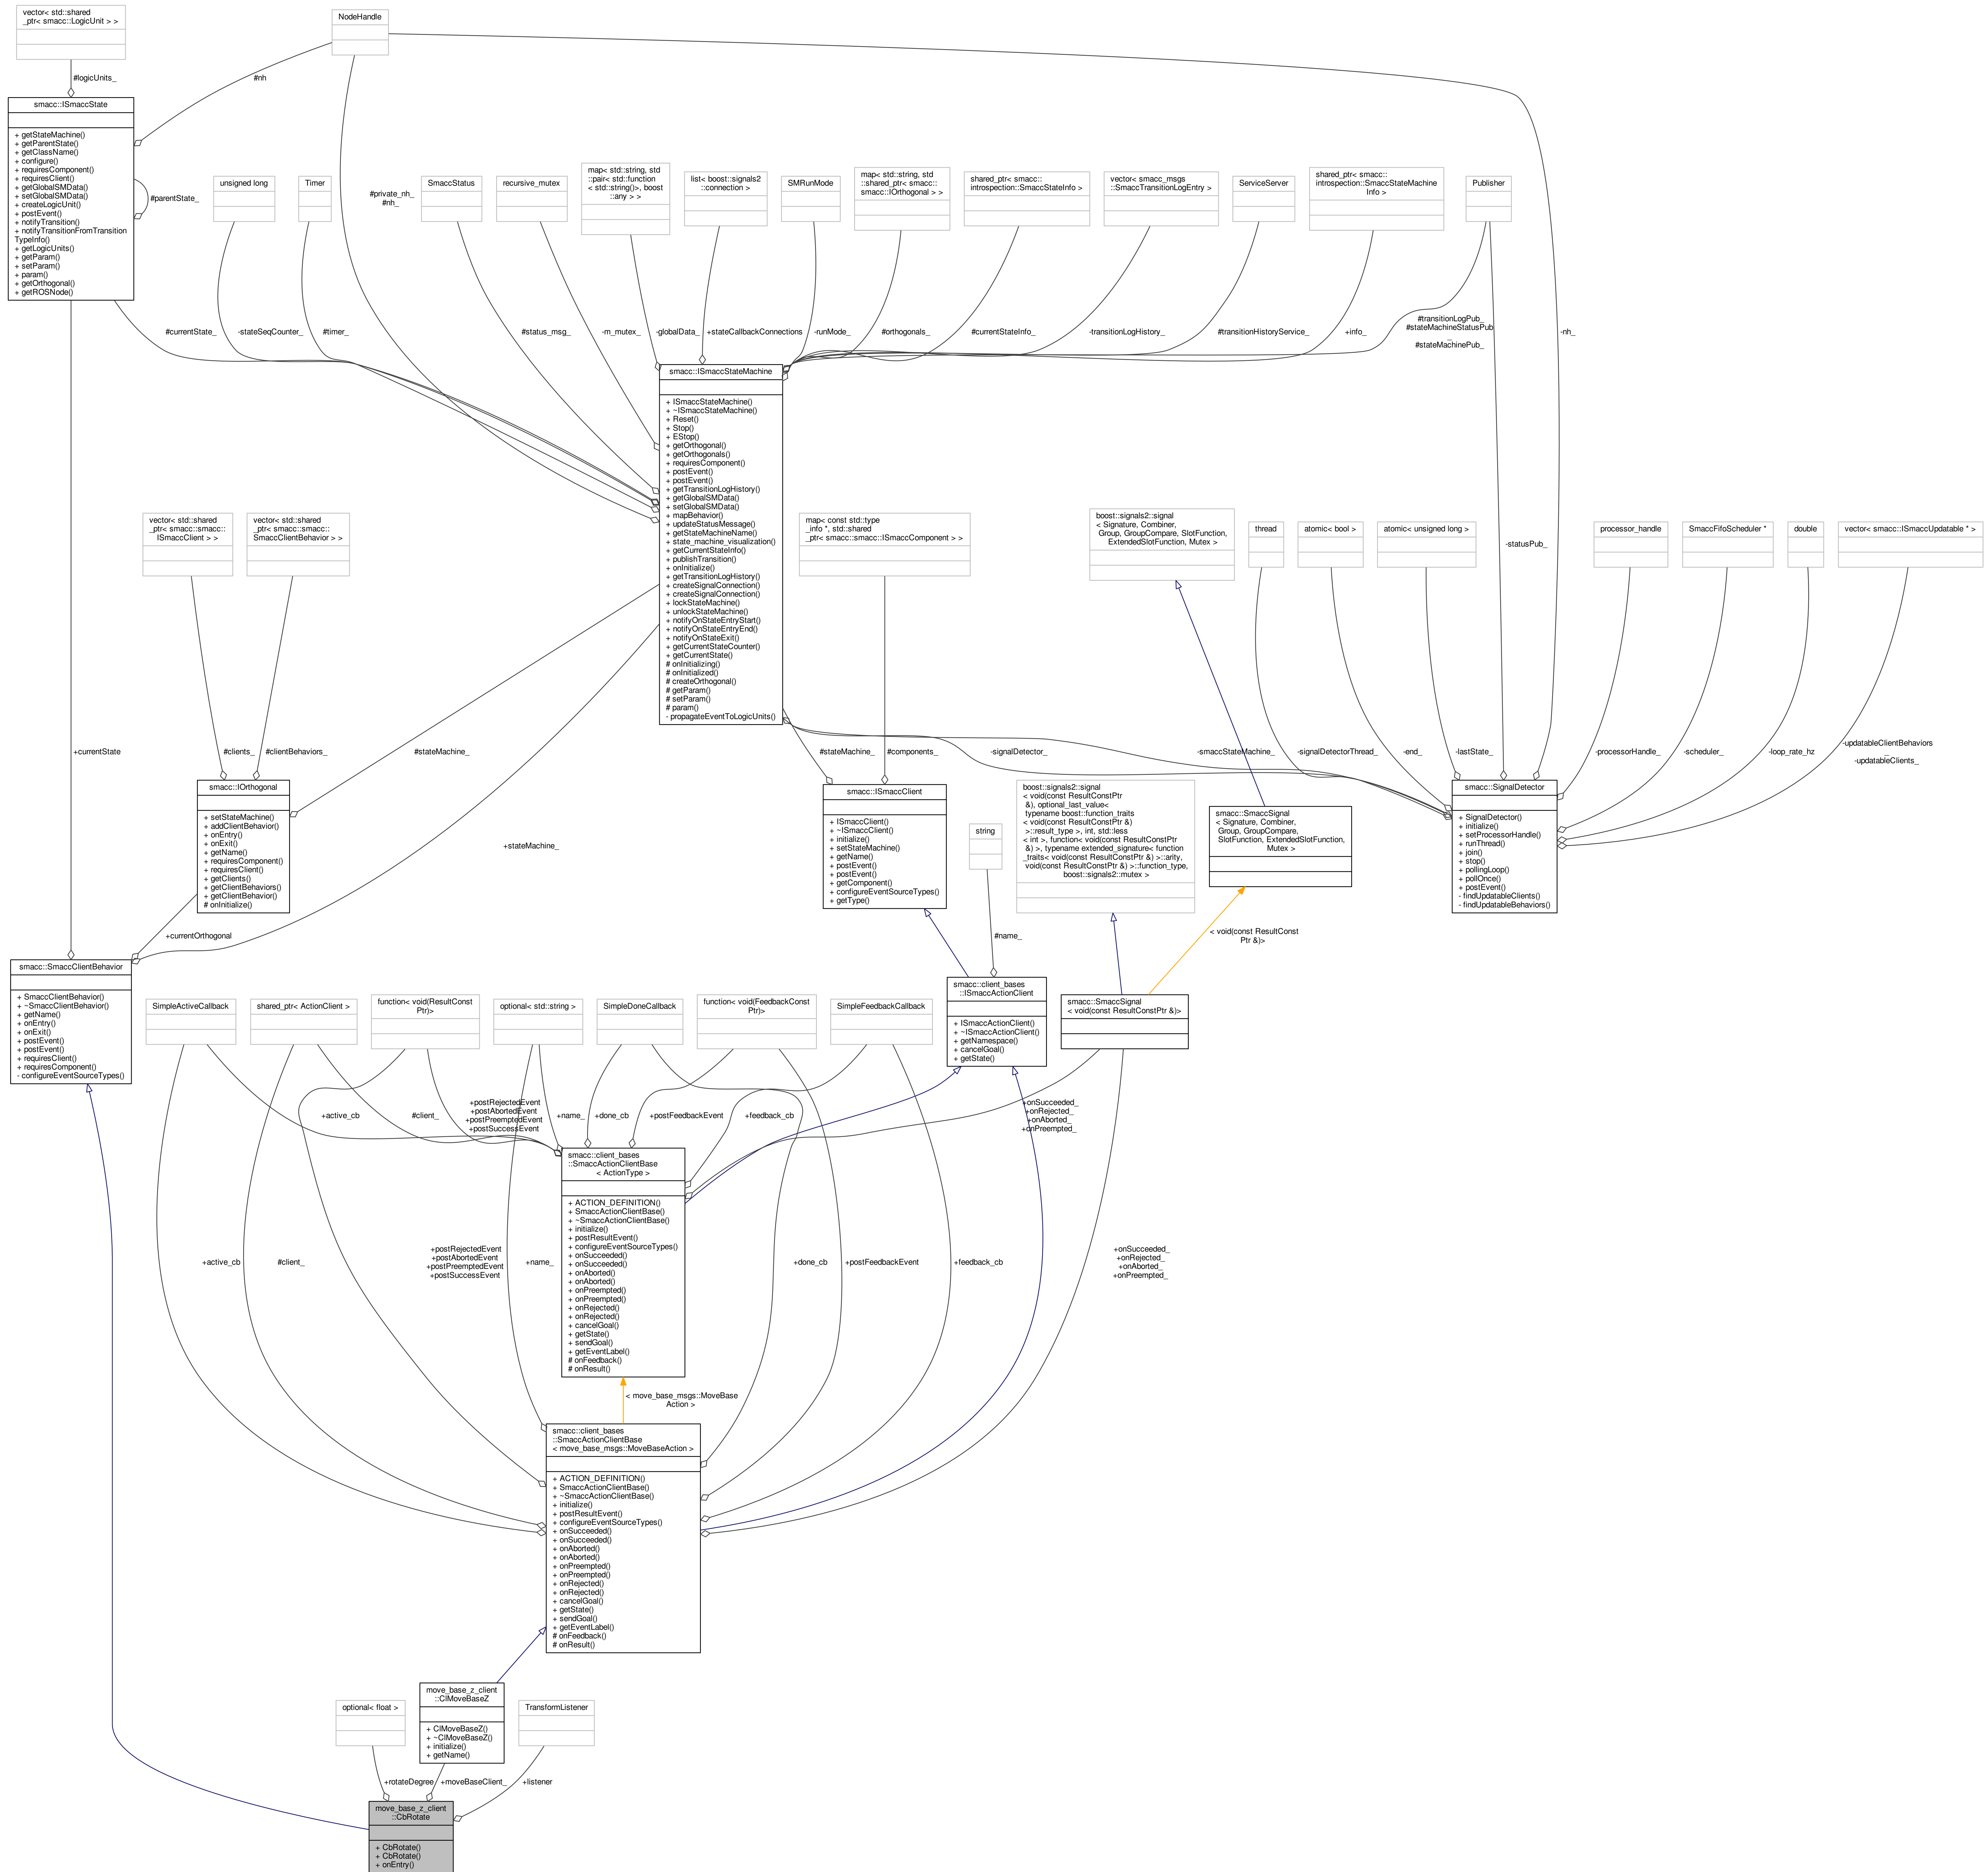 vector< std::shared
_ptr< smacc::LogicUnit > >
NodeHandle
#logicUnits_
#nh
smacc::ISmaccState
+ getStateMachine()
+ getParentState()
+ getClassName()
+ configure()
+ requiresComponent()
+ requiresClient()
+ getGlobalSMData()
+ setGlobalSMData()
+ createLogicUnit()
+ postEvent()
+ notifyTransition()
+ notifyTransitionFromTransition
TypeInfo()
+ getLogicUnits()
+ getParam()
+ setParam()
+ param()
+ getOrthogonal()
+ getROSNode()
#parentState_
unsigned long
Timer
#private_nh_
#nh_
SmaccStatus
recursive_mutex
map< std::string, std
::pair< std::function
< std::string()>, boost
::any > >
list< boost::signals2
::connection >
SMRunMode
map< std::string, std
::shared_ptr< smacc::
smacc::IOrthogonal > >
shared_ptr< smacc::
introspection::SmaccStateInfo >
vector< smacc_msgs
::SmaccTransitionLogEntry >
ServiceServer
shared_ptr< smacc::
introspection::SmaccStateMachine
Info >
Publisher
#currentState_
-stateSeqCounter_
#timer_
#status_msg_
-m_mutex_
-globalData_
+stateCallbackConnections
-runMode_
#orthogonals_
#currentStateInfo_
-transitionLogHistory_
#transitionHistoryService_
+info_
#transitionLogPub_
#stateMachineStatusPub
_
#stateMachinePub_
-nh_
smacc::ISmaccStateMachine
+ ISmaccStateMachine()
+ ~ISmaccStateMachine()
+ Reset()
+ Stop()
+ EStop()
+ getOrthogonal()
+ getOrthogonals()
+ requiresComponent()
+ postEvent()
+ postEvent()
+ getTransitionLogHistory()
+ getGlobalSMData()
+ setGlobalSMData()
+ mapBehavior()
+ updateStatusMessage()
+ getStateMachineName()
+ state_machine_visualization()
+ getCurrentStateInfo()
+ publishTransition()
+ onInitialize()
+ getTransitionLogHistory()
+ createSignalConnection()
+ createSignalConnection()
+ lockStateMachine()
+ unlockStateMachine()
+ notifyOnStateEntryStart()
+ notifyOnStateEntryEnd()
+ notifyOnStateExit()
+ getCurrentStateCounter()
+ getCurrentState()
# onInitializing()
# onInitialized()
# createOrthogonal()
# getParam()
# setParam()
# param()
- propagateEventToLogicUnits()
vector< std::shared
_ptr< smacc::smacc::
ISmaccClient > >
vector< std::shared
_ptr< smacc::smacc::
SmaccClientBehavior > >
map< const std::type
_info *, std::shared
_ptr< smacc::smacc::ISmaccComponent > >
boost::signals2::signal
< Signature, Combiner,
Group, GroupCompare, SlotFunction,
ExtendedSlotFunction, Mutex >
thread
atomic< bool >
atomic< unsigned long >
-statusPub_
processor_handle
SmaccFifoScheduler *
double
vector< smacc::ISmaccUpdatable * >
+currentState
#clients_
#clientBehaviors_
#stateMachine_
#stateMachine_
#components_
-signalDetector_
-smaccStateMachine_
-signalDetectorThread_
-end_
-lastState_
-processorHandle_
-scheduler_
-loop_rate_hz
-updatableClientBehaviors
_
-updatableClients_
smacc::IOrthogonal
+ setStateMachine()
+ addClientBehavior()
+ onEntry()
+ onExit()
+ getName()
+ requiresComponent()
+ requiresClient()
+ getClients()
+ getClientBehaviors()
+ getClientBehavior()
# onInitialize()
+stateMachine_
smacc::ISmaccClient
+ ISmaccClient()
+ ~ISmaccClient()
+ initialize()
+ setStateMachine()
+ getName()
+ postEvent()
+ postEvent()
+ getComponent()
+ configureEventSourceTypes()
+ getType()
string
boost::signals2::signal
< void(const ResultConstPtr
&), optional_last_value<
typename boost::function_traits
< void(const ResultConstPtr &)
>::result_type >, int, std::less
< int >, function< void(const ResultConstPtr
&) >, typename extended_signature< function
_traits< void(const ResultConstPtr &) >::arity,
void(const ResultConstPtr &) >::function_type,
boost::signals2::mutex >
smacc::SmaccSignal
< Signature, Combiner,
Group, GroupCompare,
SlotFunction, ExtendedSlotFunction,
Mutex >
smacc::SignalDetector
+ SignalDetector()
+ initialize()
+ setProcessorHandle()
+ runThread()
+ join()
+ stop()
+ pollingLoop()
+ pollOnce()
+ postEvent()
- findUpdatableClients()
- findUpdatableBehaviors()
+currentOrthogonal
#name_
< void(const ResultConst
Ptr &)>
smacc::SmaccClientBehavior
+ SmaccClientBehavior()
+ ~SmaccClientBehavior()
+ getName()
+ onEntry()
+ onExit()
+ postEvent()
+ postEvent()
+ requiresClient()
+ requiresComponent()
- configureEventSourceTypes()
SimpleActiveCallback
shared_ptr< ActionClient >
function< void(ResultConst
Ptr)>
optional< std::string >
SimpleDoneCallback
function< void(FeedbackConst
Ptr)>
SimpleFeedbackCallback
smacc::client_bases
::ISmaccActionClient
+ ISmaccActionClient()
+ ~ISmaccActionClient()
+ getNamespace()
+ cancelGoal()
+ getState()
smacc::SmaccSignal
< void(const ResultConstPtr &)>
+active_cb
#client_
+postRejectedEvent
+postAbortedEvent
+postPreemptedEvent
+postSuccessEvent
+name_
+done_cb
+postFeedbackEvent
+feedback_cb
+onSucceeded_
+onRejected_
+onAborted_
+onPreempted_
smacc::client_bases
::SmaccActionClientBase
< ActionType >
+ ACTION_DEFINITION()
+ SmaccActionClientBase()
+ ~SmaccActionClientBase()
+ initialize()
+ postResultEvent()
+ configureEventSourceTypes()
+ onSucceeded()
+ onSucceeded()
+ onAborted()
+ onAborted()
+ onPreempted()
+ onPreempted()
+ onRejected()
+ onRejected()
+ cancelGoal()
+ getState()
+ sendGoal()
+ getEventLabel()
# onFeedback()
# onResult()
+active_cb
#client_
+postRejectedEvent
+postAbortedEvent
+postPreemptedEvent
+postSuccessEvent
+name_
+done_cb
+postFeedbackEvent
+feedback_cb
+onSucceeded_
+onRejected_
+onAborted_
+onPreempted_
< move_base_msgs::MoveBase
Action >
smacc::client_bases
::SmaccActionClientBase
< move_base_msgs::MoveBaseAction >
+ ACTION_DEFINITION()
+ SmaccActionClientBase()
+ ~SmaccActionClientBase()
+ initialize()
+ postResultEvent()
+ configureEventSourceTypes()
+ onSucceeded()
+ onSucceeded()
+ onAborted()
+ onAborted()
+ onPreempted()
+ onPreempted()
+ onRejected()
+ onRejected()
+ cancelGoal()
+ getState()
+ sendGoal()
+ getEventLabel()
# onFeedback()
# onResult()
optional< float >
move_base_z_client
::ClMoveBaseZ
+ ClMoveBaseZ()
+ ~ClMoveBaseZ()
+ initialize()
+ getName()
TransformListener
+rotateDegree
+moveBaseClient_
+listener
move_base_z_client
::CbRotate
+ CbRotate()
+ CbRotate()
+ onEntry()